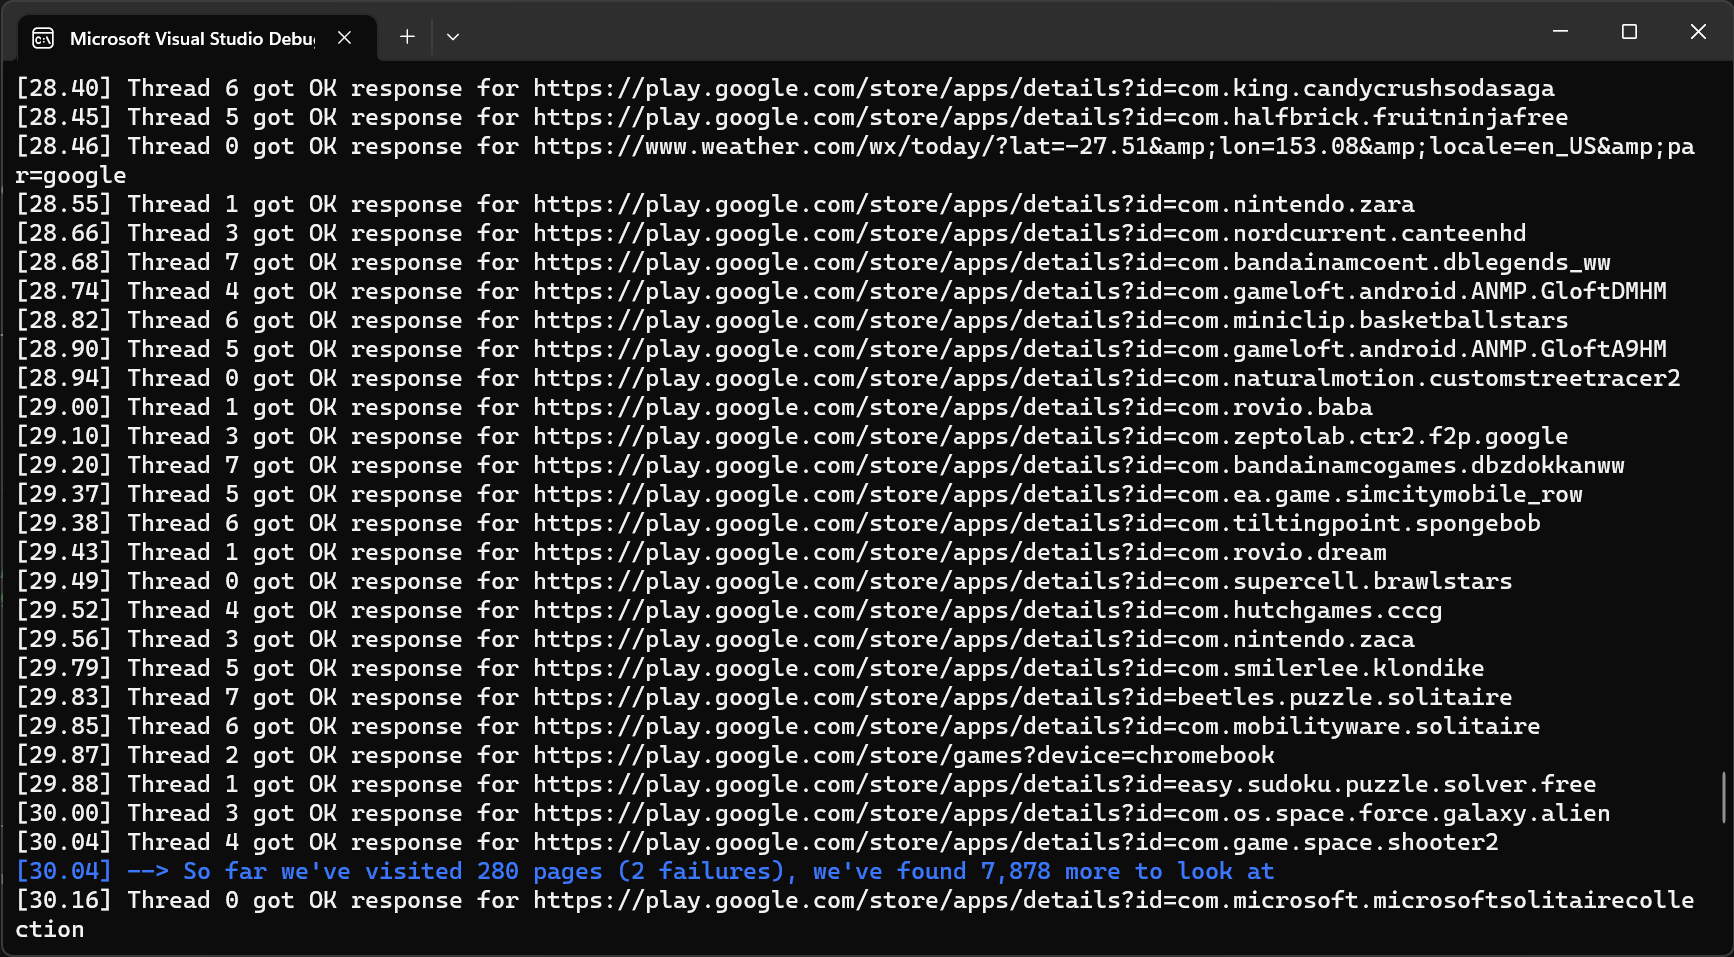 Microsoft Visual Studio Debu
[28.40] Thread 6 got OK response for https://play.google.com/store/apps/details?id=com.king.candycrushsodasaga
[28.45] Thread 5 got OK response for https://play.google.com/store/apps/details?id=com.halfbrick.fruitninjafree
[28.46] Thread 0 got OK response for https://www.weather.com/wx/today/?lat=-27.51&amp;lon=153.08&amp;locale=en_US&amp;pa
r=google
[28.55] Thread 1 got OK response for https://play.google.com/store/apps/details?id=com.nintendo.zara
[28.66] Thread 3 got OK response for https://play.google.com/store/apps/details?id=com.nordcurrent.canteenhd
[28.68] Thread 7 got OK response for https://play.google.com/store/apps/details?id=com.bandainamcoent.dblegends_ww
[28.74] Thread 4 got OK response for https://play.google.com/store/apps/details?id=com.gameloft.android.ANMP.GloftDMHM
[28.82] Thread 6 got OK response for https://play.google.com/store/apps/details?id=com.miniclip.basketballstars
[28.90] Thread 5 got OK response for https://play.google.com/store/apps/details?id=com.gameloft.android.ANMP.GloftA9HM
[28.94] Thread 0 got OK response for https://play.google.com/store/apps/details?id=com.naturalmotion.customstreetracer2
[29.00] Thread 1 got OK response for https://play.google.com/store/apps/details?id=com.rovio.baba
[29.10] Thread 3 got OK response for https://play.google.com/store/apps/details?id=com.zeptolab.ctr2.f2p.google
[29.20] Thread 7 got OK response for https://play.google.com/store/apps/details?id=com.bandainamcogames.dbzdokkanww
[29.37] Thread 5 got OK response for https://play.google.com/store/apps/details?id=com.ea.game.simcitymobile_row
[29.38] Thread 6 got OK response for https://play.google.com/store/apps/details?id=com.tiltingpoint.spongebob
[29.43] Thread 1 got OK response for https://play.google.com/store/apps/details?id=com.rovio.dream
[29.49] Thread 0 got OK response for https://play.google.com/store/apps/details?id=com.supercell.brawlstars
[29.52] Thread 4 got OK response for https://play.google.com/store/apps/details?id=com.hutchgames.cccg
[29.56] Thread 3 got OK response for https://play.google.com/store/apps/details?id=com.nintendo.zaca
[29.79] Thread 5 got OK response for https://play.google.com/store/apps/details?id=com.smilerlee.klondike
[29.83] Thread 7 got OK response for https://play.google.com/store/apps/details?id=beetles.puzzle.solitaire
[29.85] Thread 6 got OK response for https://play.google.com/store/apps/details?id=com.mobilityware.solitaire
[29.87] Thread 2 got OK response for https://play.google.com/store/games?device=chromebook
[29.88] Thread 1 got OK response for https://play.google.com/store/apps/details?id=easy.sudoku.puzzle.solver.free
[30.00] Thread 3 got OK response for https://play.google.com/store/apps/details?id=com.os.space.force.galaxy.alien
[30.04] Thread 4 got OK response for https://play.google.com/store/apps/details?id=com.game.space.shooter2
[30.04] --> So far we've visited 280 pages (2 failures), we've found 7,878 more to look at
[30.16] Thread 0 got OK response for https://play.google.com/store/apps/details?id=com.microsoft.microsoftsolitairecolle
ction